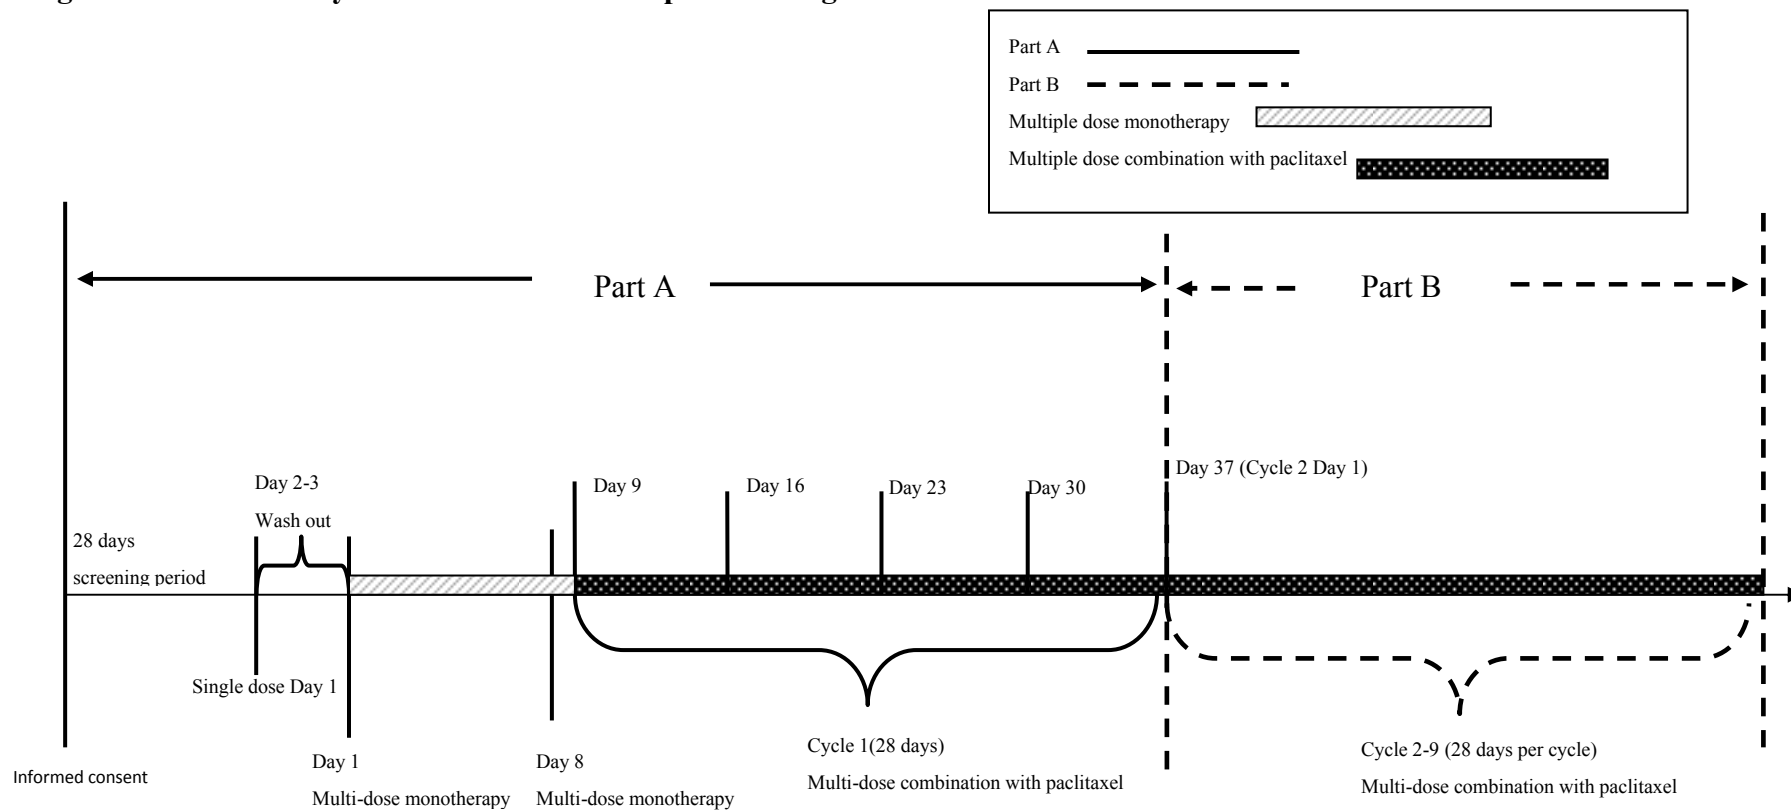 Part A
Part B
Multiple dose monotherapy
Multiple dose combination with paclitaxel
Part A
Part B
Day 37 (Cycle 2 Day 1)
Day 2-3
Wash out
Day 9
Day 16
Day 23
Day 30
28 days
screening period
Single dose Day 1
Informed consent
Day 1
Multi-dose monotherapy
Day 8
Multi-dose monotherapy
Cycle 1(28 days)
Multi-dose combination with paclitaxel
Cycle 2-9 (28 days per cycle)
Multi-dose combination with paclitaxel